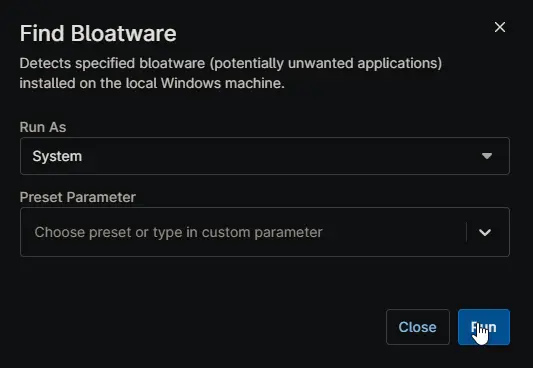 Find Bloatware
Detects specified bloatware (potentially unwanted applications)
installed on the local Windows machine.
Run As
System
Preset Parameter
Choose preset or type in custom parameter
Close
Run